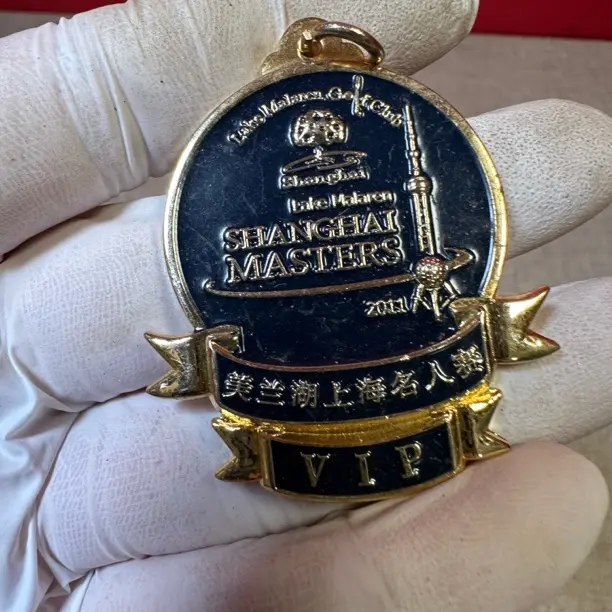 Lake Malaren Golf Club
Shanghai
Lake Malaren
SHANGHAI
MASTERS
2011
美兰湖上海名人赛
VIP